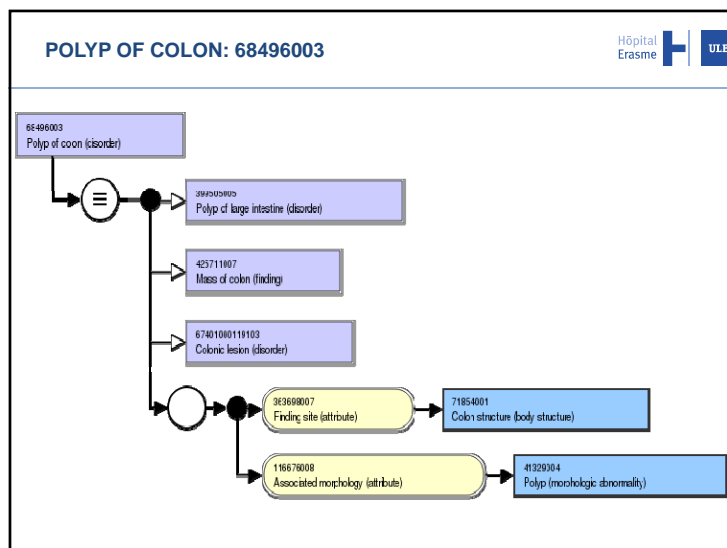 POLYP OF COLON: 68496003
Hôpital
Erasme
ULB
68496003
Polyp of coon (disorder)
399505005
Polyp of large intestine (disorder)
425711007
Mass of colon (finding)
67401000119103
Colonic lesion (disorder)
363698007
Finding site (attribute)
71854001
Colon structure (body structure)
116676008
Associated morphology (attribute)
41329004
Polyp (morphologic abnormality)